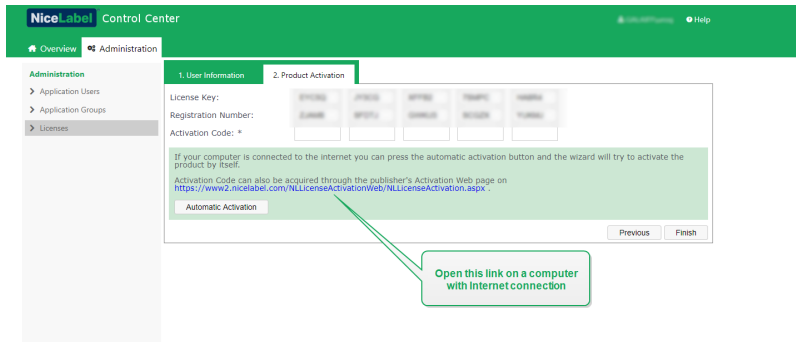 NiceLabel Control Center
Help
Overview Administration
Administration
Application Users
Application Groups
Licenses
1. User Information 2. Product Activation
License Key:
Registration Number:
Activation Code: *
If your computer is connected to the internet you can press the automatic activation button and the wizard will try to activate the
product by itself.
Activation Code can also be acquired through the publisher's Activation Web page on
https://www2.nicelabel.com/NLLicenseActivationWeb/NLLicenseActivation.aspx .
Automatic Activation
Previous Finish
Open this link on a computer
with Internet connection